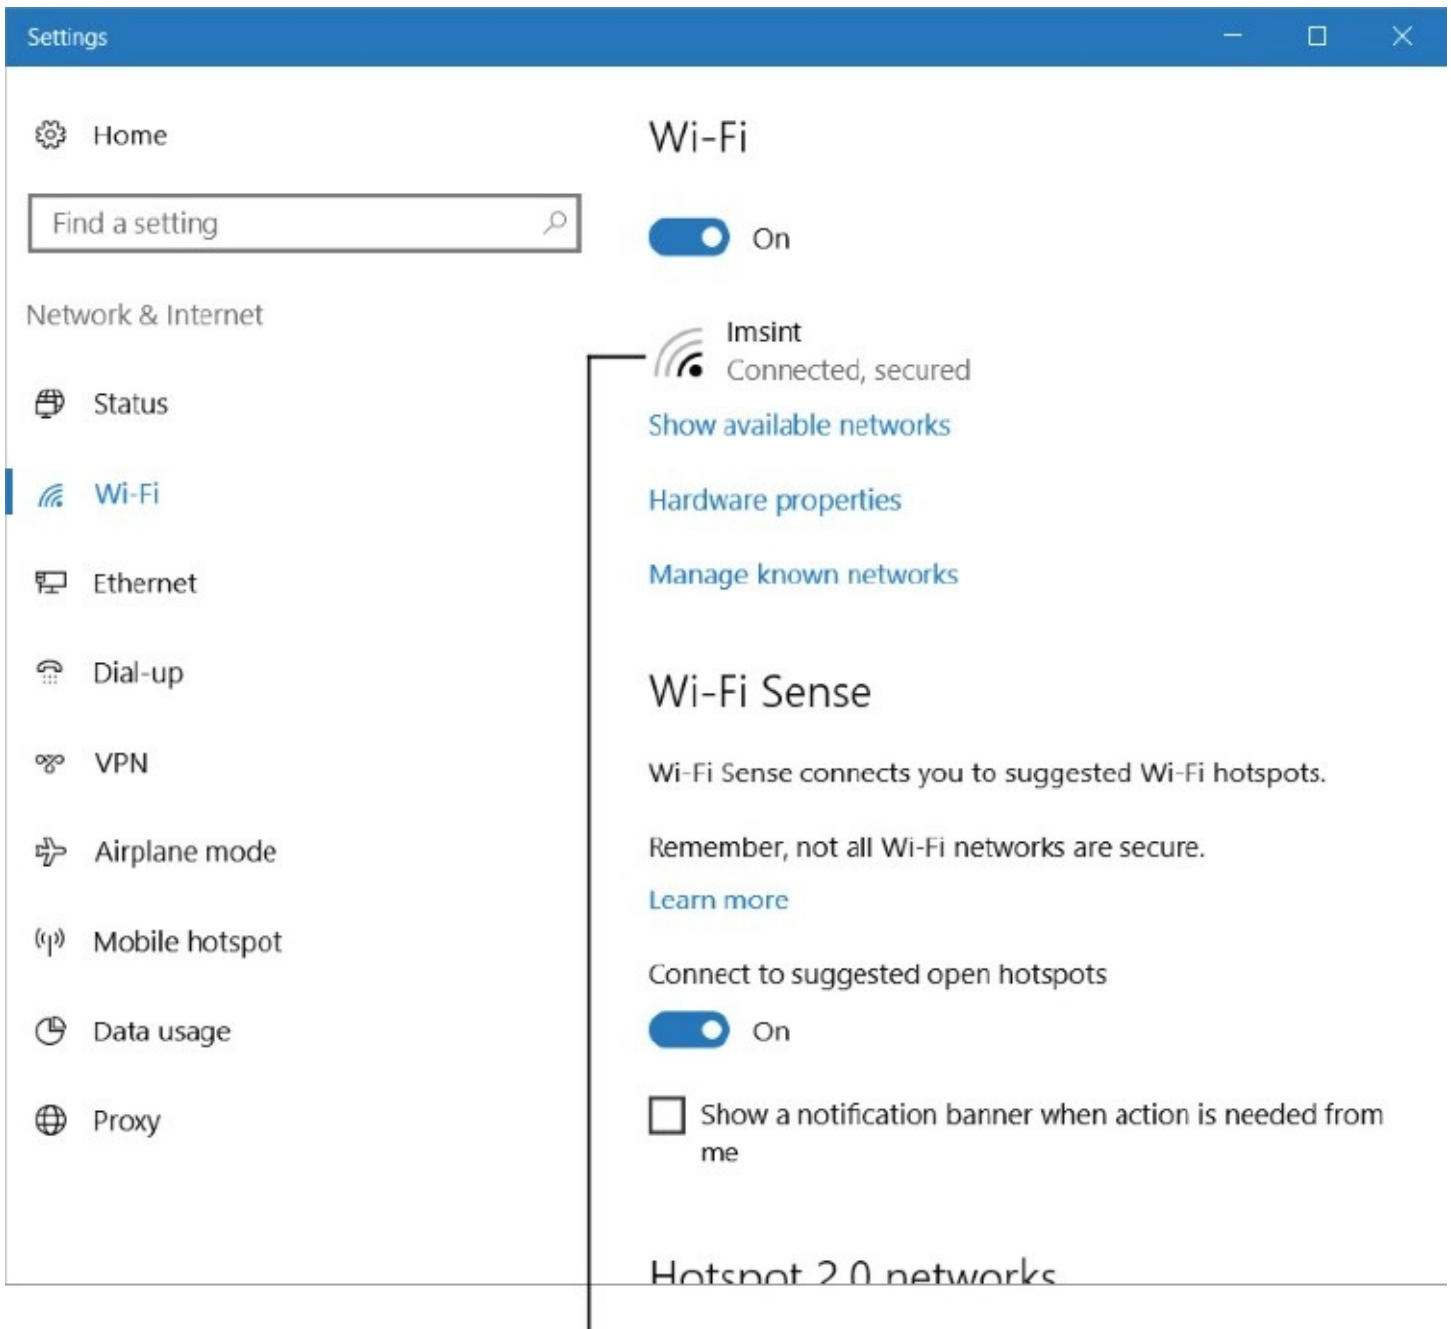 Settings
Home
Find a setting
Network & Internet
Status
Wi-Fi
Ethernet
Dial-up
VPN
Airplane mode
Mobile hotspot
Data usage
Proxy
Wi-Fi
On
Imsint
Connected, secured
Show available networks
Hardware properties
Manage known networks
Wi-Fi Sense
Wi-Fi Sense connects you to suggested Wi-Fi hotspots.
Remember, not all Wi-Fi networks are secure.
Learn more
Connect to suggested open hotspots
On
Show a notification banner when action is needed from
me
Hotspot 2.0 networks